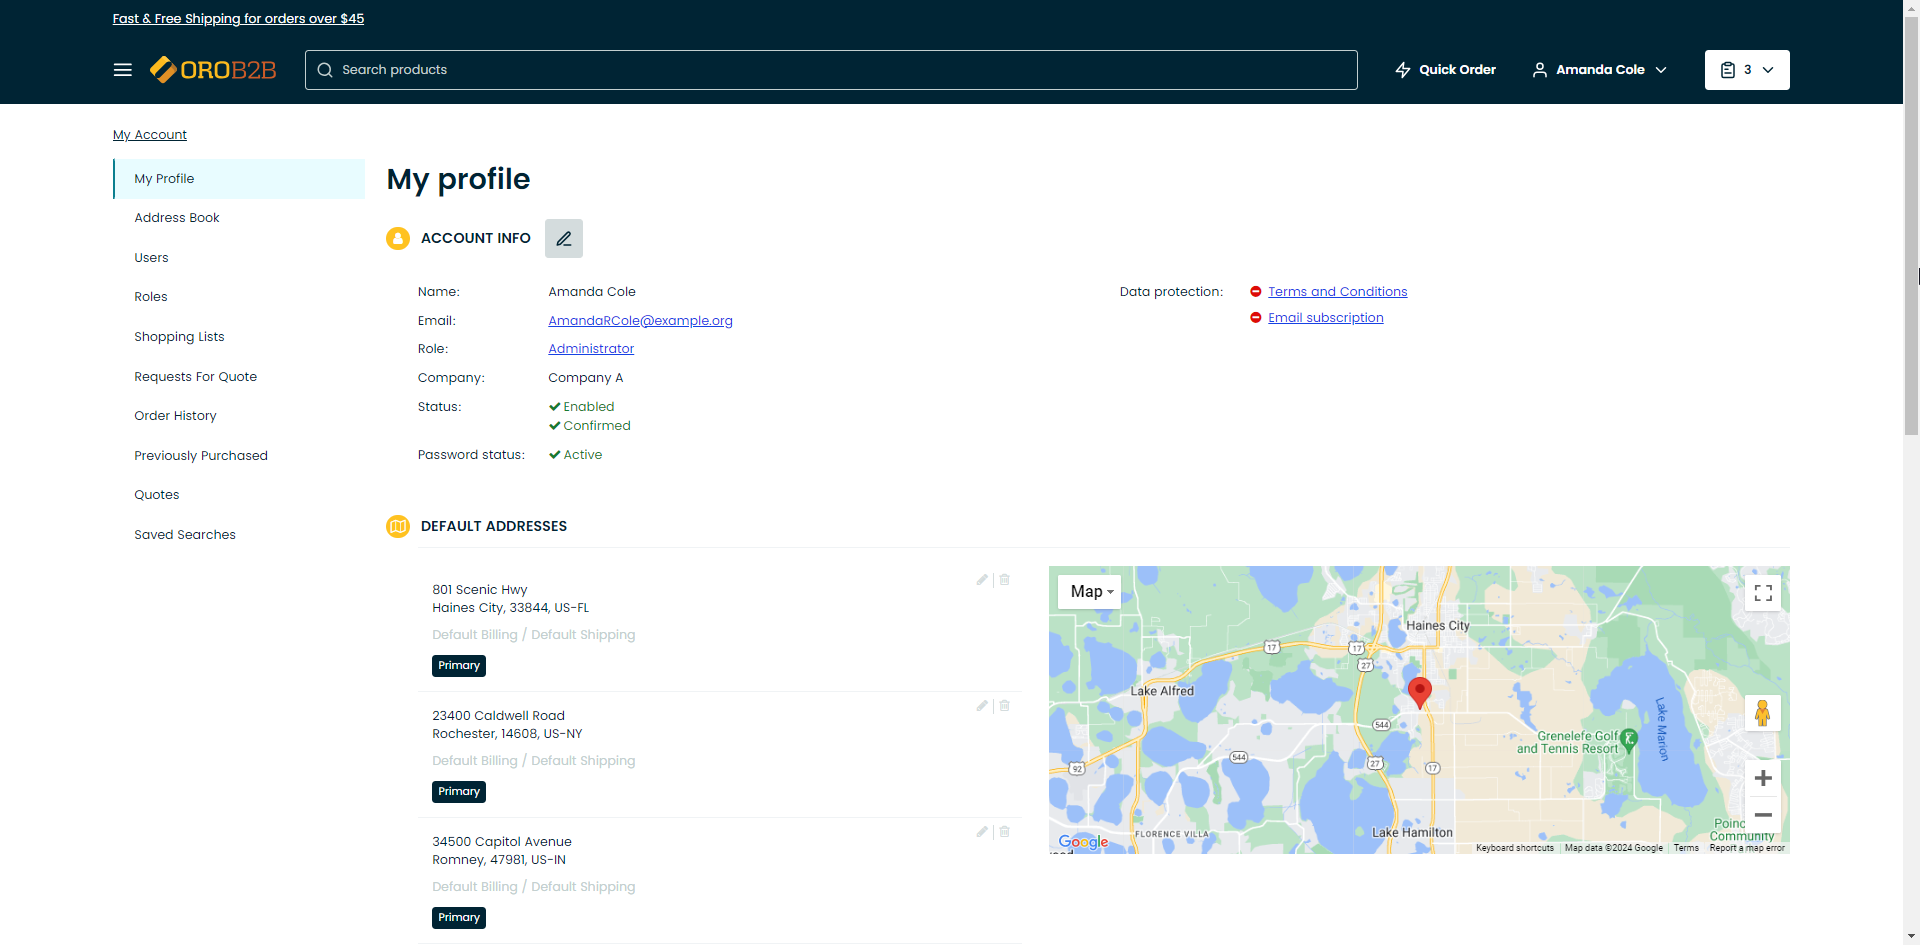 Fast & Free Shipping for orders over $45
OROB2B
Search products
Quick Order
Amanda Cole
3
My Account
My Profile
Address Book
Users
Roles
Shopping Lists
Requests For Quote
Order History
Previously Purchased
Quotes
Saved Searches
My profile
ACCOUNT INFO
Name: Amanda Cole
Email: AmandaRCole@example.org
Role: Administrator
Company: Company A
Status: Enabled
Confirmed
Password status: Active
Data protection: Terms and Conditions
Email subscription
DEFAULT ADDRESSES
801 Scenic Hwy
Haines City, 33844, US-FL
Default Billing / Default Shipping
Primary
23400 Caldwell Road
Rochester, 14608, US-NY
Default Billing / Default Shipping
Primary
34500 Capitol Avenue
Romney, 47981, US-IN
Default Billing / Default Shipping
Primary
Map
Haines City
17
17
27
Lake Alfred
544
Lake Marion
Grenelefe Golf
and Tennis Resort
544
27
17
92
FLORENCE VILLA
Lake Hamilton
Poinc
Community
Google
Keyboard shortcuts
Map data ©2024 Google
Terms
Report a map error